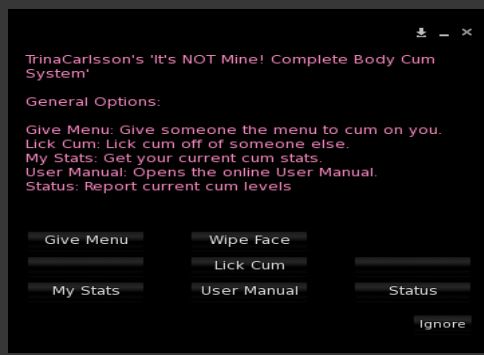 TrinaCarlsson's 'It's NOT Mine! Complete Body Cum
System'
General Options:
Give Menu: Give someone the menu to cum on you.
Lick Cum: Lick cum off of someone else.
My Stats: Get your current cum stats.
User Manual: Opens the online User Manual.
Status: Report current cum levels
Give Menu Wipe Face
Lick Cum
My Stats User Manual Status
Ignore